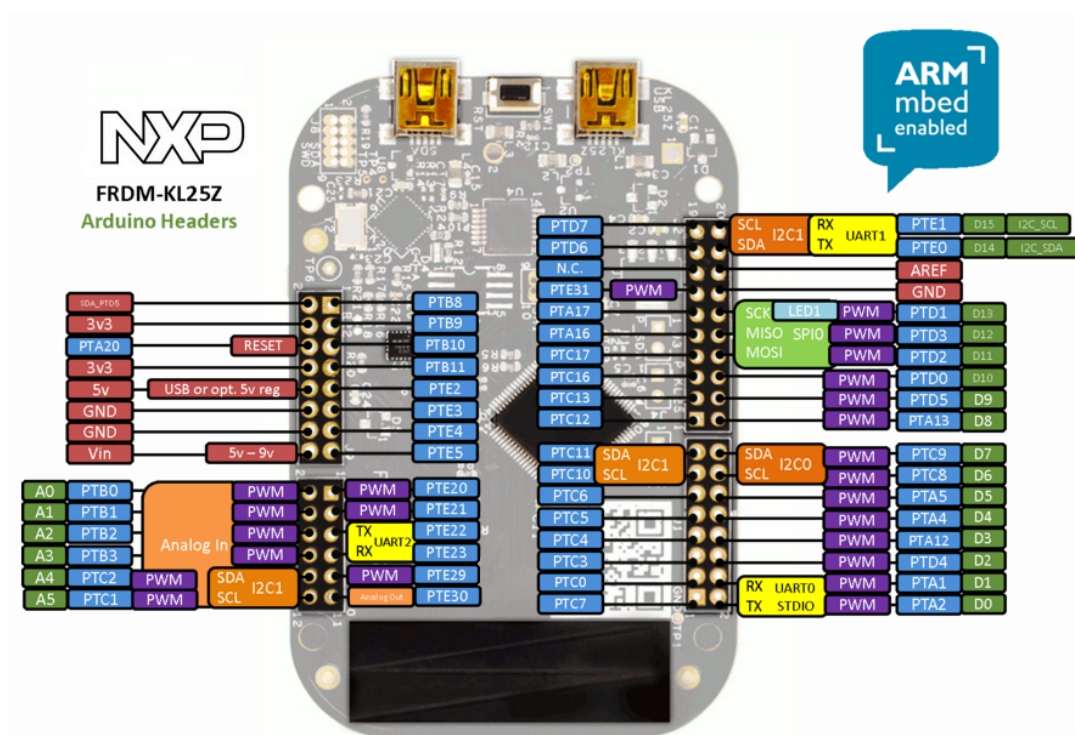 NXP
FRDM-KL25Z
Arduino Headers
ARM
mbed
enabled
RST
SW1
USB
KL25Z
SDA_PTD5
3v3
PTA20 RESET
3v3
5v USB or opt. 5v reg
GND
GND
Vin 5v – 9v
PTB8
PTB9
PTB10
PTB11
PTE2
PTE3
PTE4
PTE5
A0 PTB0 PWM
A1 PTB1 PWM
A2 PTB2 PWM
A3 PTB3 PWM
A4 PTC2 PWM SDA
A5 PTC1 PWM SCL
Analog In
I2C1
PWM PTE20
PWM PTE21
TX PTE22
RX PTE23
UART2
PWM PTE29
Analog Out PTE30
PTD7
PTD6
N.C.
PTE31 PWM
PTA17
PTA16
PTC17
PTC16
PTC13
PTC12
SCL RX PTE1 D15 I2C_SCL
I2C1 UART1
SDA TX PTE0 D14 I2C_SDA
AREF
GND
SCK LED1 PWM PTD1 D13
MISO SPI0 PWM PTD3 D12
MOSI PWM PTD2 D11
PWM PTD0 D10
PWM PTD5 D9
PWM PTA13 D8
PTC11 SDA
I2C1
PTC10 SCL
PTC6
PTC5
PTC4
PTC3
PTC0
PTC7
SDA PWM PTC9 D7
I2C0
SCL PWM PTC8 D6
PWM PTA5 D5
PWM PTA4 D4
PWM PTA12 D3
PWM PTD4 D2
RX UART0 PWM PTA1 D1
TX STDIO PWM PTA2 D0